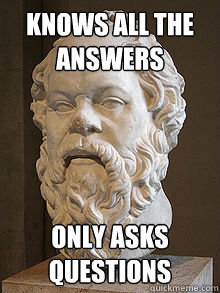 KNOWS ALL THE
ANSWERS
ONLY ASKS
QUESTIONS
quickmeme.com